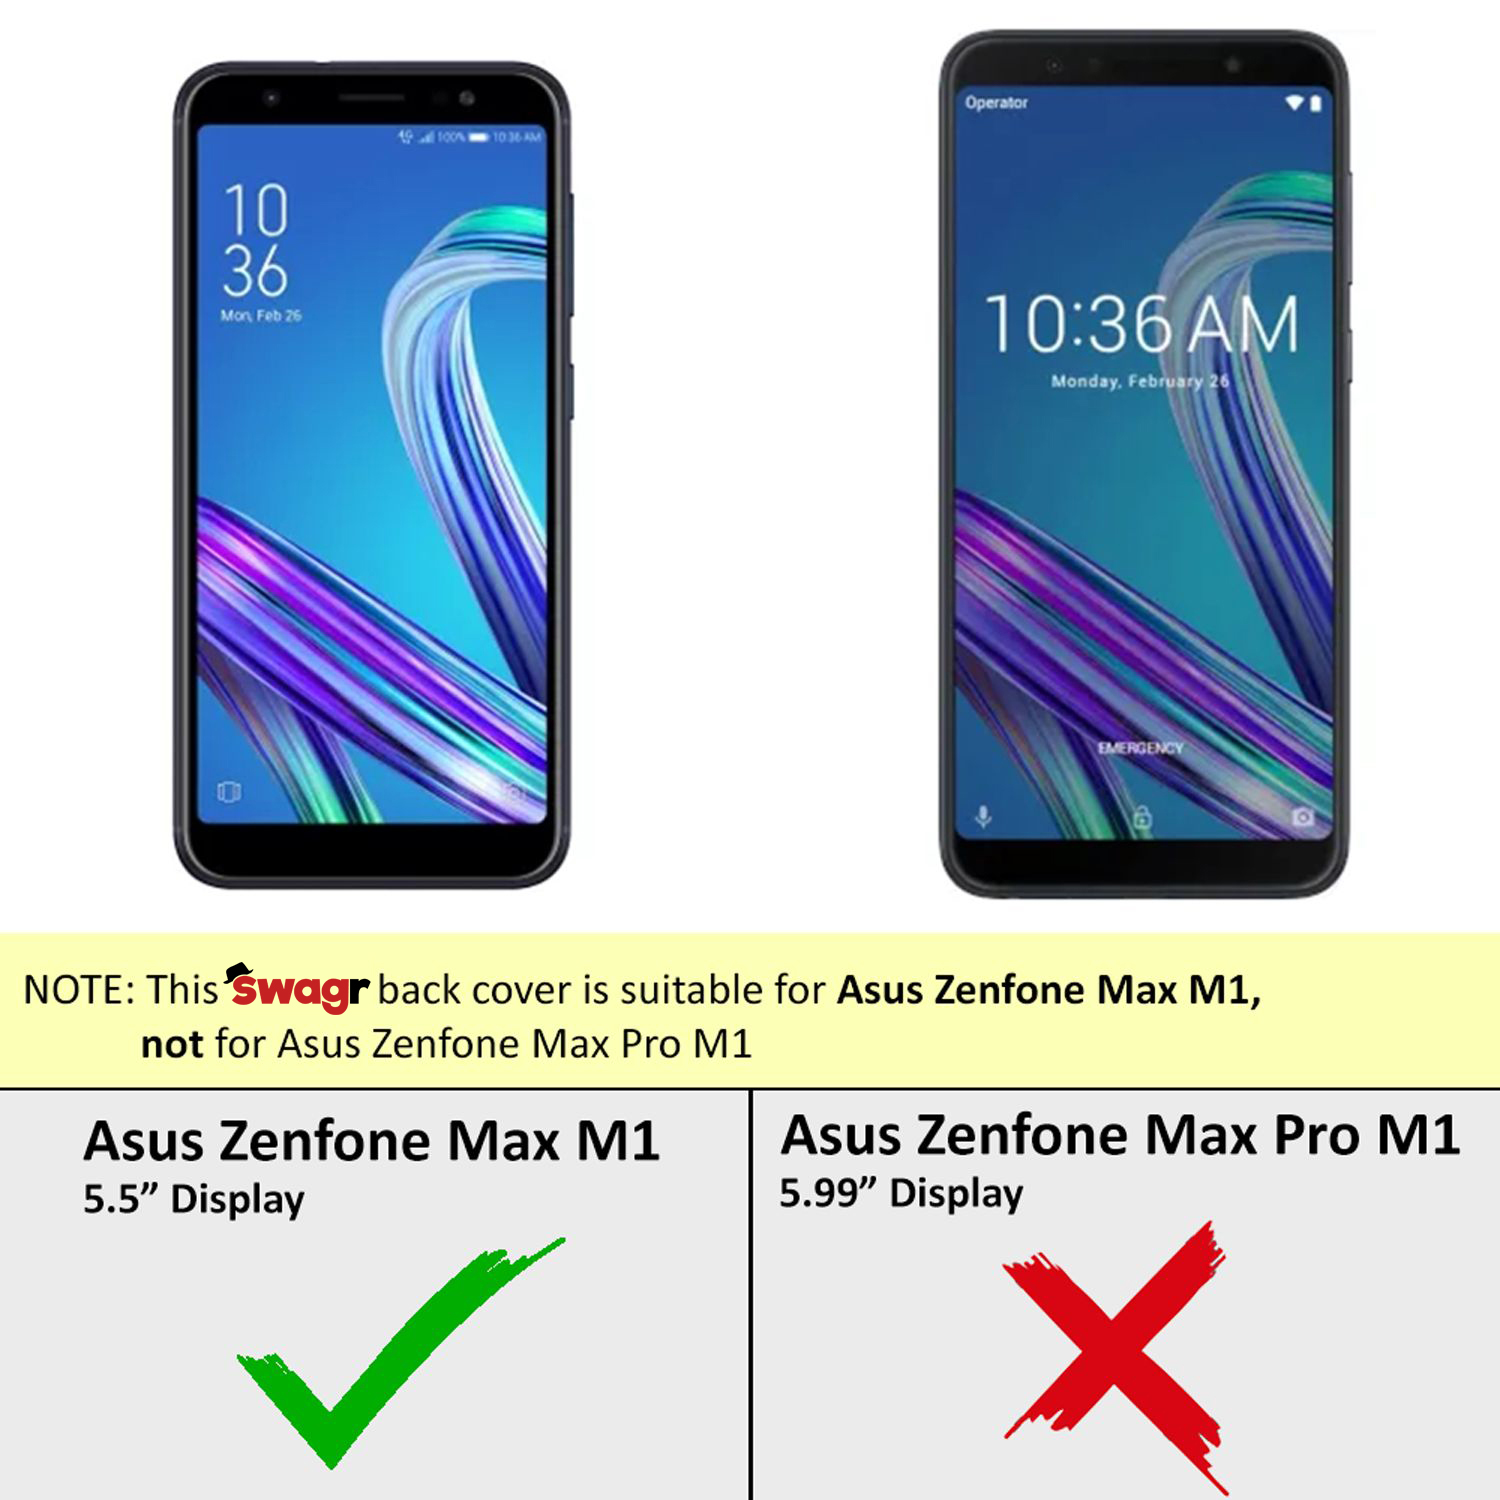 4G 100% 10:36 AM
10
36
Mon, Feb 26
Operator
10:36 AM
Monday, February 26
EMERGENCY
NOTE: This swagr back cover is suitable for Asus Zenfone Max M1,
not for Asus Zenfone Max Pro M1
Asus Zenfone Max M1
5.5” Display
Asus Zenfone Max Pro M1
5.99” Display